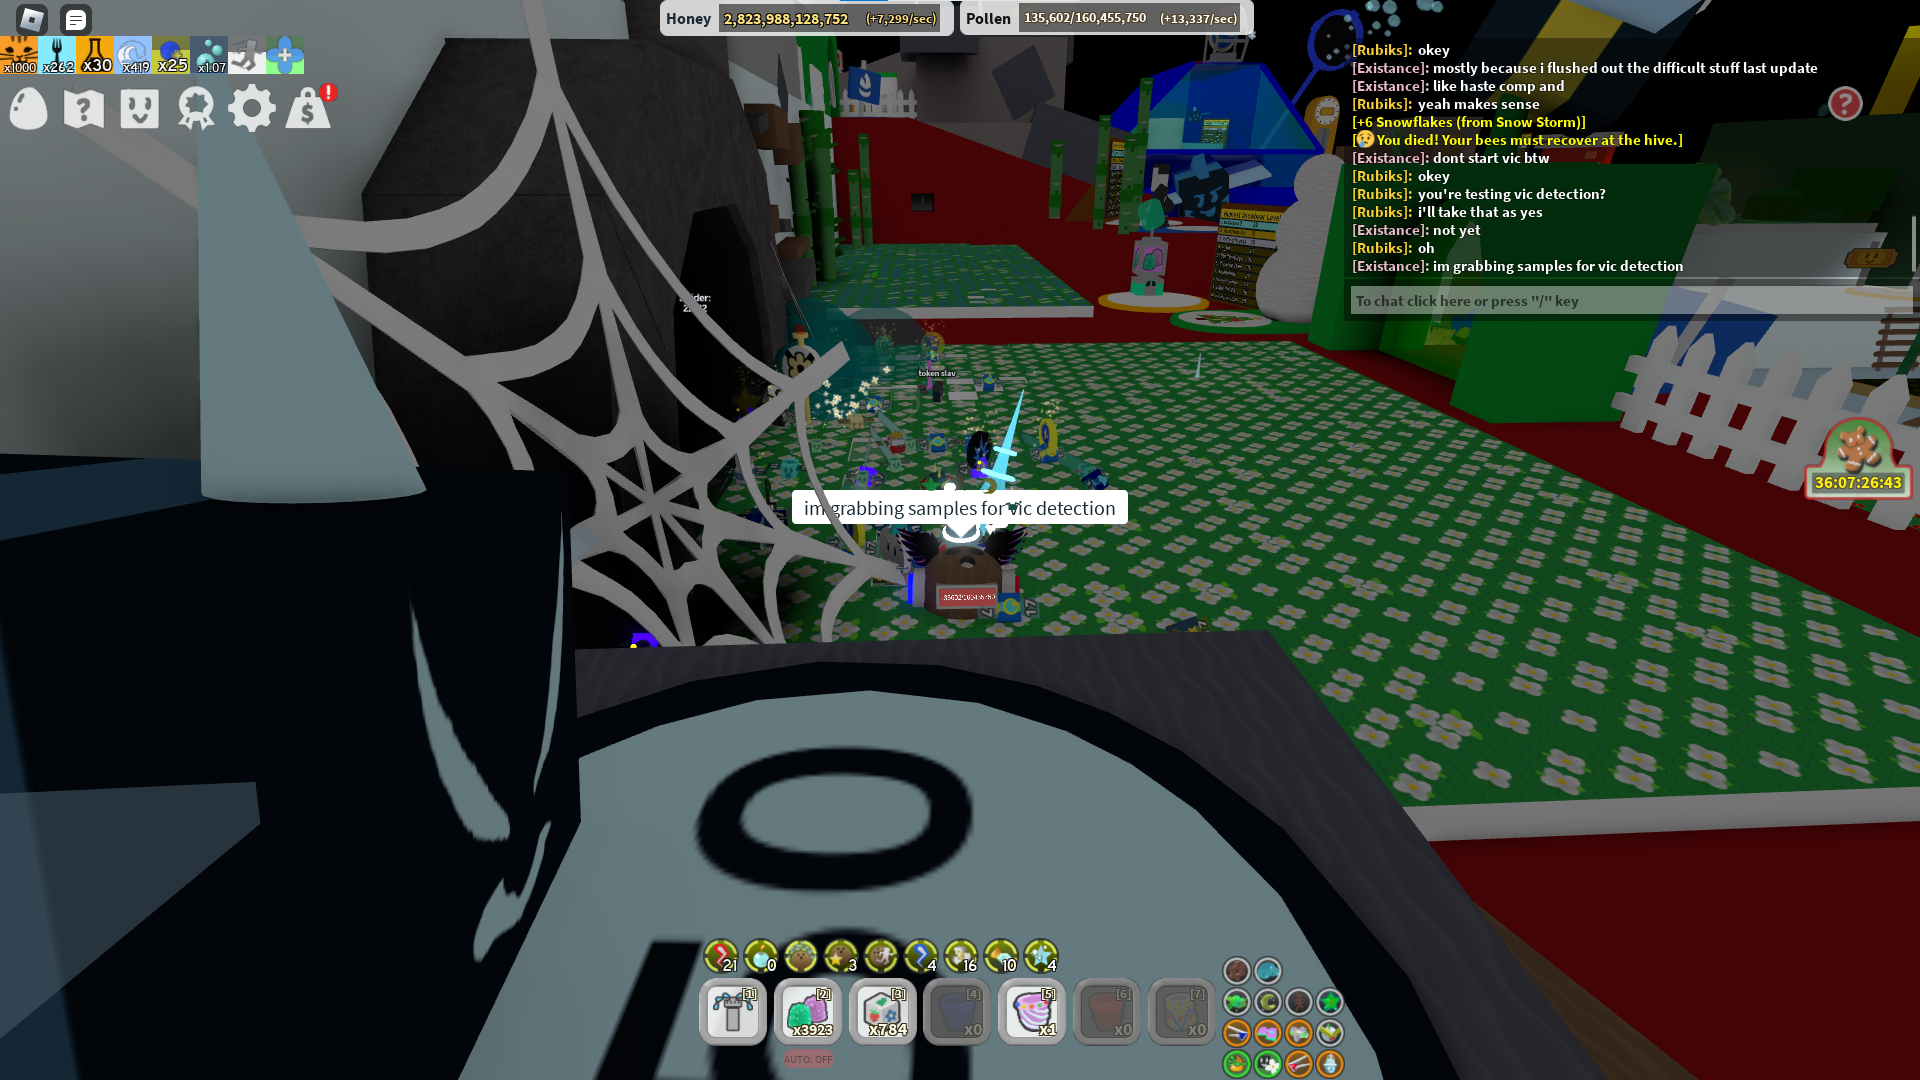 Honey 2,823,988,128,752 (+7,299/sec)
Pollen 135,602/160,455,750 (+13,337/sec)
x1000 x262 x30 x419 x25 x1.07
[Rubiks]: okey
[Existance]: mostly because i flushed out the difficult stuff last update
[Existance]: like haste comp and
[Rubiks]: yeah makes sense
[+6 Snowflakes (from Snow Storm)]
[😢 You died! Your bees must recover at the hive.]
[Existance]: dont start vic btw
[Rubiks]: okey
[Rubiks]: you're testing vic detection?
[Rubiks]: i'll take that as yes
[Existance]: not yet
[Rubiks]: oh
[Existance]: im grabbing samples for vic detection
To chat click here or press "/" key
token slav
36:07:26:43
im grabbing samples for vic detection
21 0 3 4 16 10 4
[1] [2] [3] [4] [5] [6] [7]
x3923 x784 x0 x1 x0 x0
AUTO: OFF